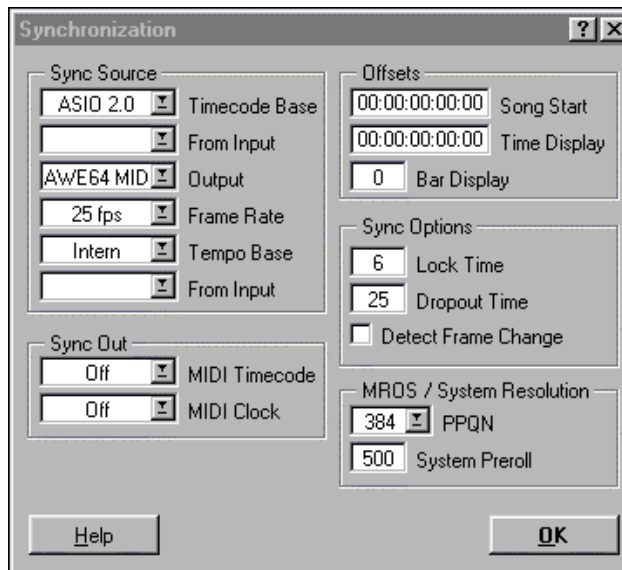 Synchronization
Sync Source
ASIO 2.0 Timecode Base
From Input
AWE64 MID Output
25 fps Frame Rate
Intern Tempo Base
From Input
Sync Out
Off MIDI Timecode
Off MIDI Clock
Offsets
00:00:00:00:00 Song Start
00:00:00:00:00 Time Display
0 Bar Display
Sync Options
6 Lock Time
25 Dropout Time
Detect Frame Change
MROS / System Resolution
384 PPQN
500 System Preroll
Help
OK